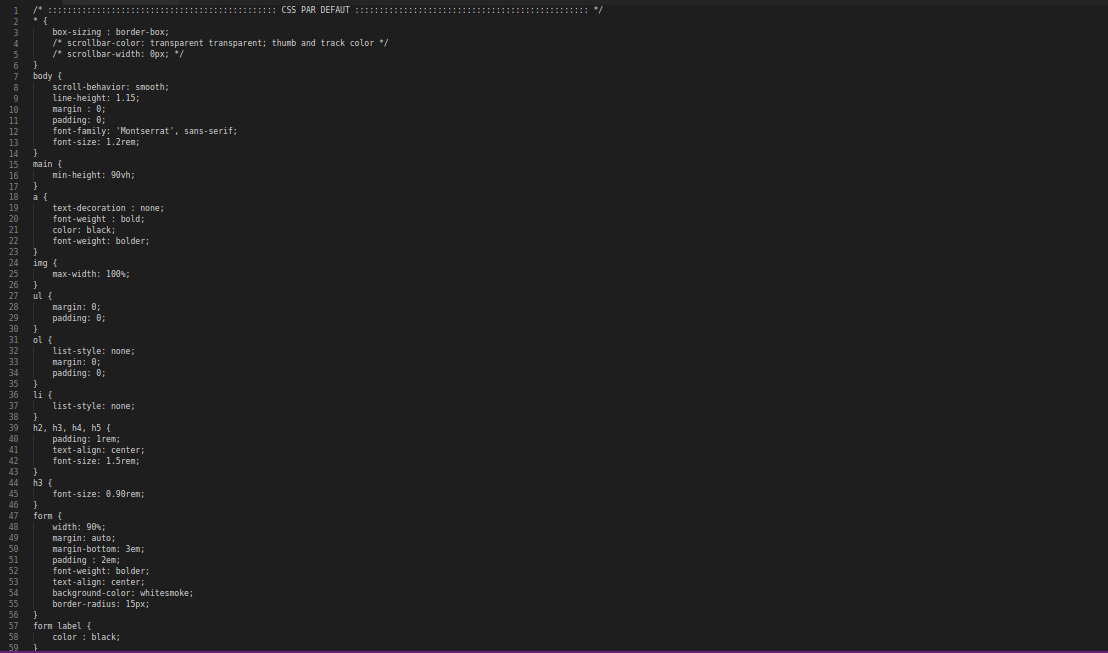 1 /* ::::::::::::::::::::::::::::::::::::::::::::::: CSS PAR DEFAUT :::::::::::::::::::::::::::::::::::::::::::::::: */
2 * {
3     box-sizing : border-box;
4     /* scrollbar-color: transparent transparent; thumb and track color */
5     /* scrollbar-width: 0px; */
6 }
7 body {
8     scroll-behavior: smooth;
9     line-height: 1.15;
10     margin : 0;
11     padding: 0;
12     font-family: 'Montserrat', sans-serif;
13     font-size: 1.2rem;
14 }
15 main {
16     min-height: 90vh;
17 }
18 a {
19     text-decoration : none;
20     font-weight : bold;
21     color: black;
22     font-weight: bolder;
23 }
24 img {
25     max-width: 100%;
26 }
27 ul {
28     margin: 0;
29     padding: 0;
30 }
31 ol {
32     list-style: none;
33     margin: 0;
34     padding: 0;
35 }
36 li {
37     list-style: none;
38 }
39 h2, h3, h4, h5 {
40     padding: 1rem;
41     text-align: center;
42     font-size: 1.5rem;
43 }
44 h3 {
45     font-size: 0.90rem;
46 }
47 form {
48     width: 90%;
49     margin: auto;
50     margin-bottom: 3em;
51     padding : 2em;
52     font-weight: bolder;
53     text-align: center;
54     background-color: whitesmoke;
55     border-radius: 15px;
56 }
57 form label {
58     color : black;
59 }